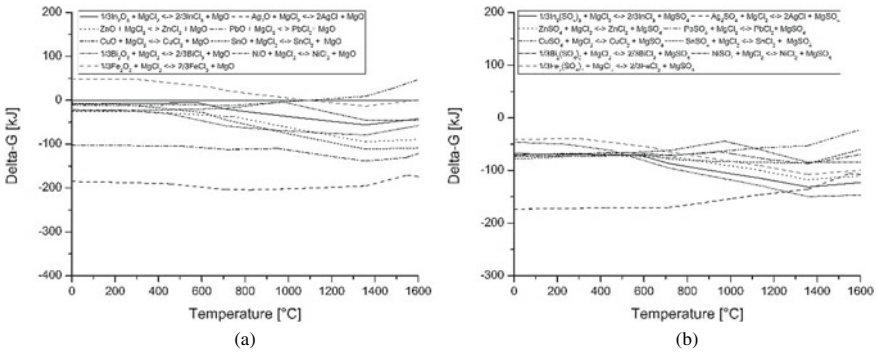 1/3In₂O₃ + MgCl₂ <-> 2/3InCl₃ + MgO
Ag₂O + MgCl₂ <-> 2AgCl + MgO
ZnO + MgCl₂ <-> ZnCl₂ + MgO
PbO + MgCl₂ <-> PbCl₂ + MgO
CuO + MgCl₂ <-> CuCl₂ + MgO
SnO + MgCl₂ <-> SnCl₂ + MgO
1/3Bi₂O₃ + MgCl₂ <-> 2/3BiCl₃ + MgO
NiO + MgCl₂ <-> NiCl₂ + MgO
1/3Fe₂O₃ + MgCl₂ <-> 2/3FeCl₃ + MgO
Delta-G [kJ]
200
100
0
-100
-200
-300
-400
0 200 400 600 800 1000 1200 1400 1600
Temperature [°C]
(a)
1/3In₂(SO₄)₃ + MgCl₂ <-> 2/3InCl₃ + MgSO₄
Ag₂SO₄ + MgCl₂ <-> 2AgCl + MgSO₄
ZnSO₄ + MgCl₂ <-> ZnCl₂ + MgSO₄
PbSO₄ + MgCl₂ <-> PbCl₂ + MgSO₄
CuSO₄ + MgCl₂ <-> CuCl₂ + MgSO₄
SnSO₄ + MgCl₂ <-> SnCl₂ + MgSO₄
1/3Bi₂(SO₄)₃ + MgCl₂ <-> 2/3BiCl₃ + MgSO₄
NiSO₄ + MgCl₂ <-> NiCl₂ + MgSO₄
1/3Fe₂(SO₄)₃ + MgCl₂ <-> 2/3FeCl₃ + MgSO₄
Delta-G [kJ]
200
100
0
-100
-200
-300
0 200 400 600 800 1000 1200 1400 1600
Temperature [°C]
(b)